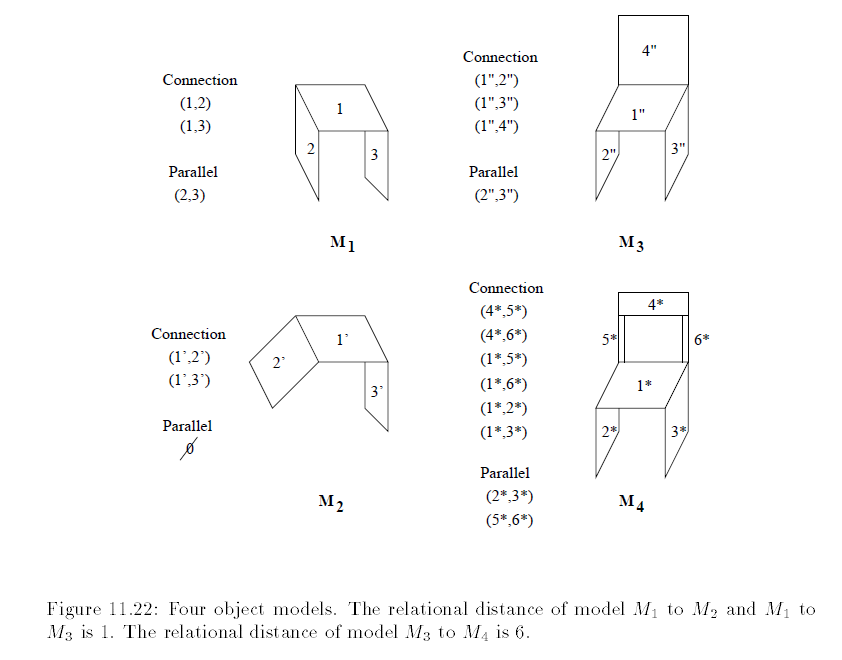 Connection
(1,2)
(1,3)
Parallel
(2,3)
1
2
3
M1
Connection
(1",2")
(1",3")
(1",4")
Parallel
(2",3")
4"
1"
2"
3"
M3
Connection
(1’,2’)
(1’,3’)
Parallel
∅
1’
2’
3’
M2
Connection
(4*,5*)
(4*,6*)
(1*,5*)
(1*,6*)
(1*,2*)
(1*,3*)
Parallel
(2*,3*)
(5*,6*)
4*
5*
6*
1*
2*
3*
M4
Figure 11.22: Four object models. The relational distance of model M1 to M2 and M1 to
M3 is 1. The relational distance of model M3 to M4 is 6.